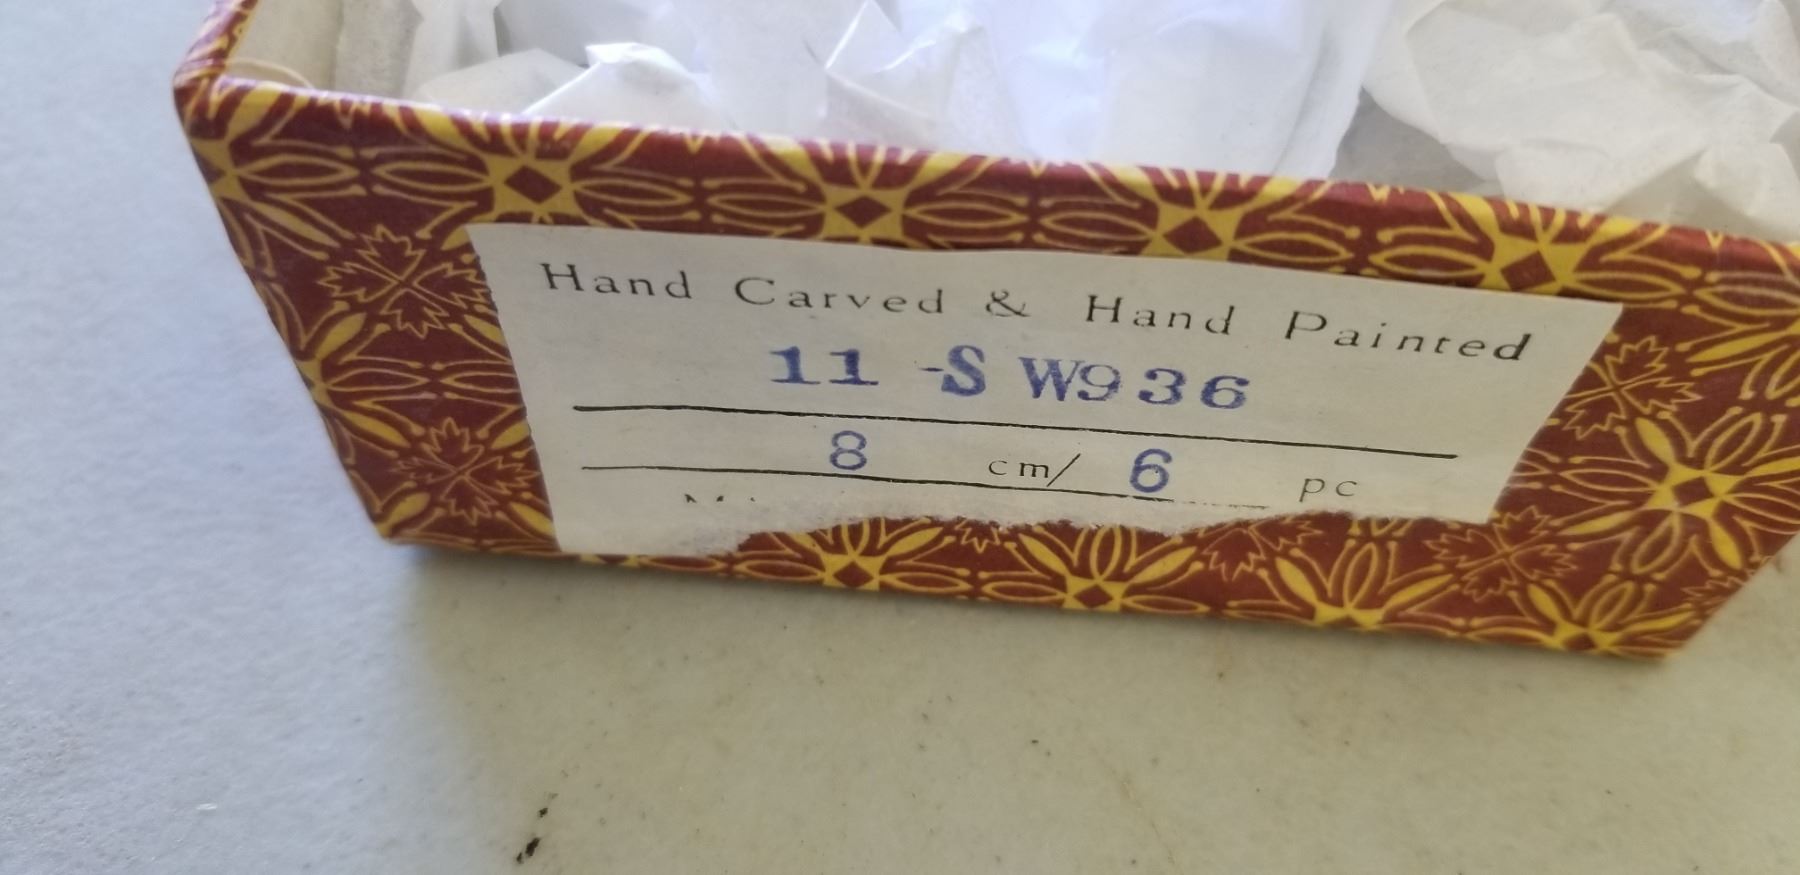 Hand Carved & Hand Painted
11 -S W936
8 cm/ 6 pc